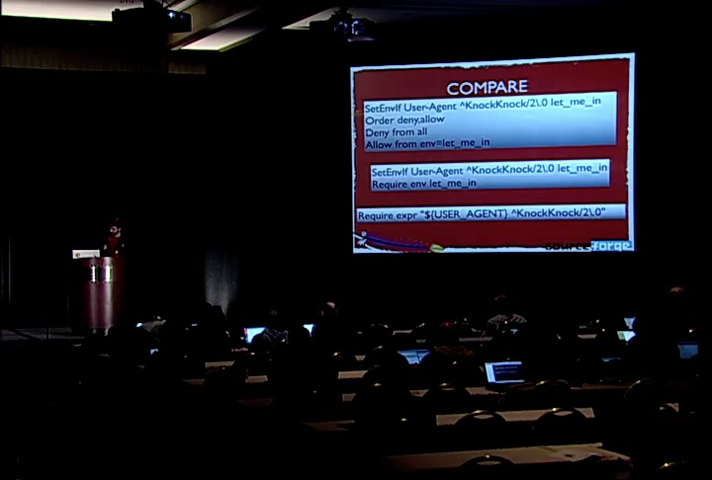 COMPARE
SetEnvIf User-Agent ^KnockKnock/2\.0 let_me_in
Order deny,allow
Deny from all
Allow from env=let_me_in
SetEnvIf User-Agent ^KnockKnock/2\.0 let_me_in
Require env let_me_in
Require expr "${USER_AGENT} ^KnockKnock/2\.0"
sourceforge